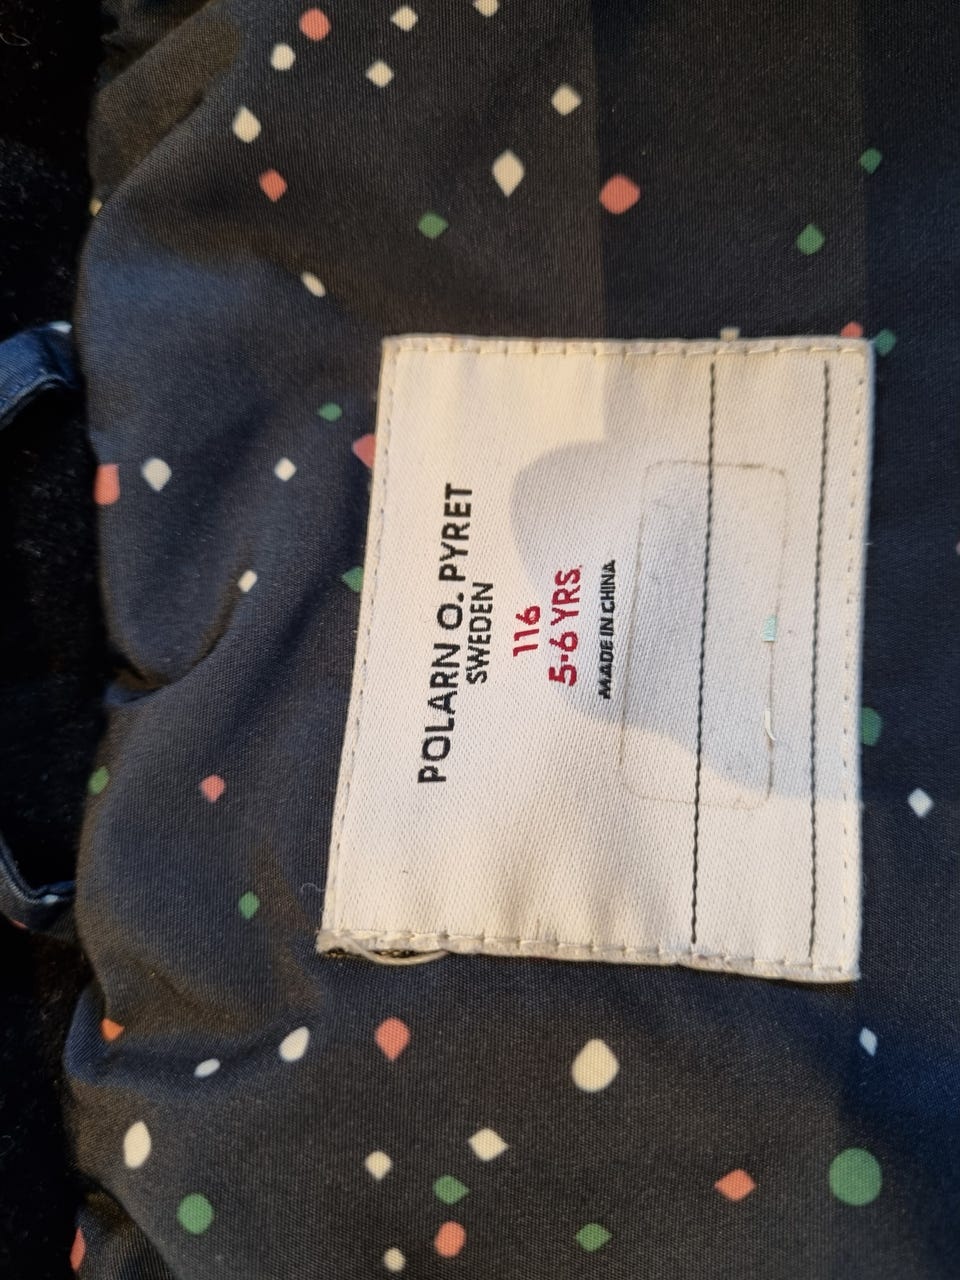 POLARN O. PYRET
SWEDEN
116
5-6 YRS.
MADE IN CHINA